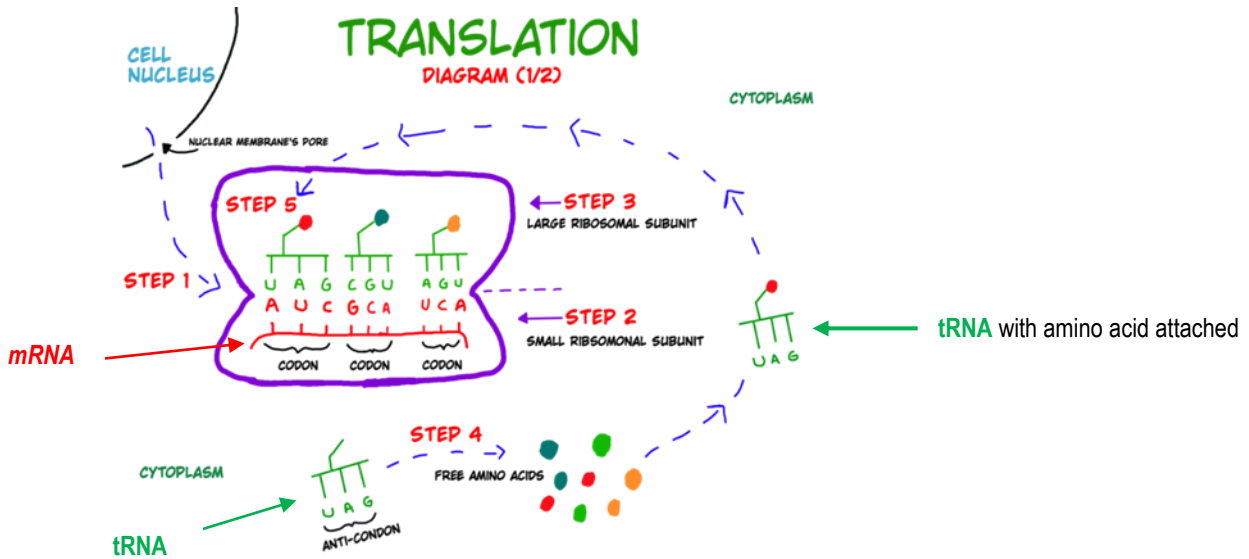 TRANSLATION
DIAGRAM (1/2)
CELL
NUCLEUS
CYTOPLASM
NUCLEAR MEMBRANE'S PORE
STEP 5
STEP 3
LARGE RIBOSOMAL SUBUNIT
STEP 1
U A G C G U A G U
A U C G C A U C A
STEP 2
SMALL RIBSOMONAL SUBUNIT
CODON CODON CODON
mRNA
tRNA with amino acid attached
U A G
STEP 4
CYTOPLASM
FREE AMINO ACIDS
U A G
ANTI-CONDON
tRNA